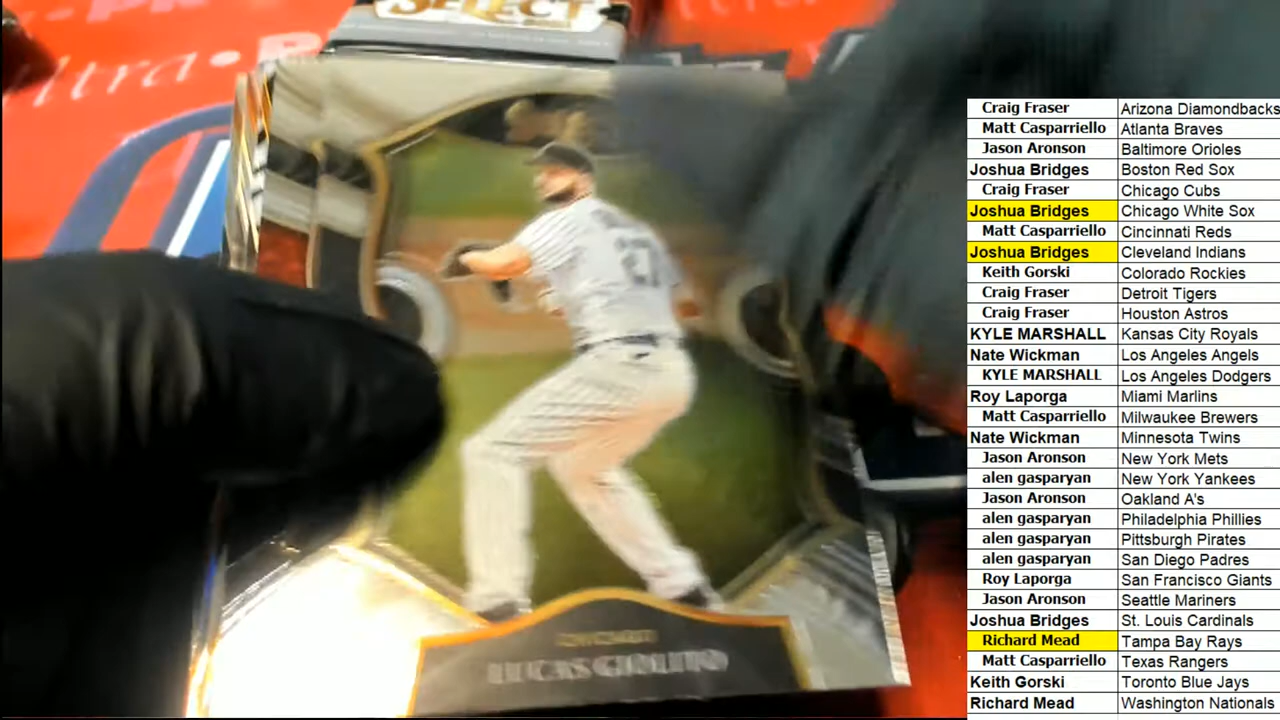 SELECT
ltra•P
27
LUCAS GIOLITO
Craig Fraser Arizona Diamondbacks
Matt Casparriello Atlanta Braves
Jason Aronson Baltimore Orioles
Joshua Bridges Boston Red Sox
Craig Fraser Chicago Cubs
Joshua Bridges Chicago White Sox
Matt Casparriello Cincinnati Reds
Joshua Bridges Cleveland Indians
Keith Gorski Colorado Rockies
Craig Fraser Detroit Tigers
Craig Fraser Houston Astros
KYLE MARSHALL Kansas City Royals
Nate Wickman Los Angeles Angels
KYLE MARSHALL Los Angeles Dodgers
Roy Laporga Miami Marlins
Matt Casparriello Milwaukee Brewers
Nate Wickman Minnesota Twins
Jason Aronson New York Mets
alen gasparyan New York Yankees
Jason Aronson Oakland A's
alen gasparyan Philadelphia Phillies
alen gasparyan Pittsburgh Pirates
alen gasparyan San Diego Padres
Roy Laporga San Francisco Giants
Jason Aronson Seattle Mariners
Joshua Bridges St. Louis Cardinals
Richard Mead Tampa Bay Rays
Matt Casparriello Texas Rangers
Keith Gorski Toronto Blue Jays
Richard Mead Washington Nationals